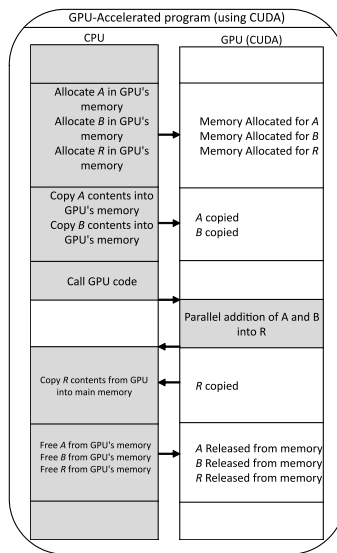 GPU-Accelerated program (using CUDA)
CPU
GPU (CUDA)
Allocate A in GPU's
memory
Allocate B in GPU's
memory
Allocate R in GPU's
memory
Memory Allocated for A
Memory Allocated for B
Memory Allocated for R
Copy A contents into
GPU's memory
Copy B contents into
GPU's memory
A copied
B copied
Call GPU code
Parallel addition of A and B
into R
Copy R contents from GPU
into main memory
R copied
Free A from GPU's memory
Free B from GPU's memory
Free R from GPU's memory
A Released from memory
B Released from memory
R Released from memory